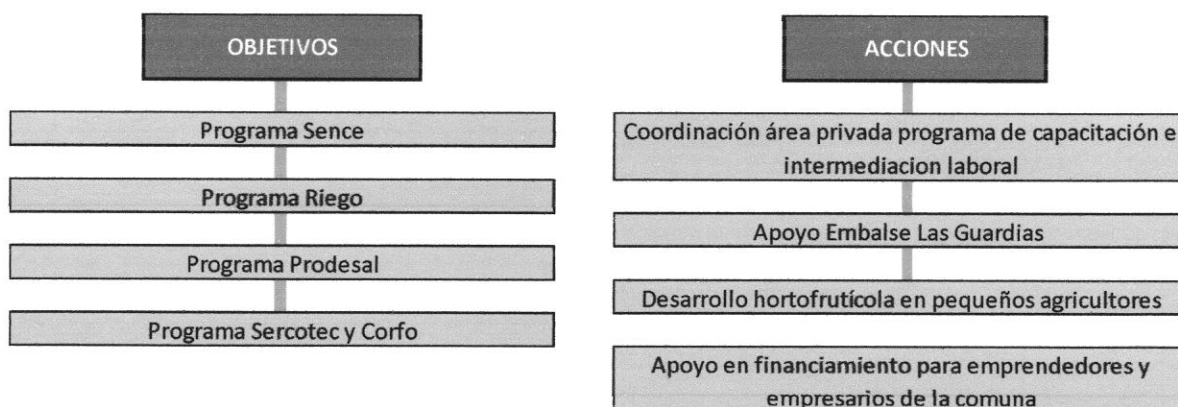 OBJETIVOS
Programa Sence
Programa Riego
Programa Prodesal
Programa Sercotec y Corfo
ACCIONES
Coordinación área privada programa de capacitación e
intermediacion laboral
Apoyo Embalse Las Guardias
Desarrollo hortofrutícola en pequeños agricultores
Apoyo en financiamiento para emprendedores y
empresarios de la comuna